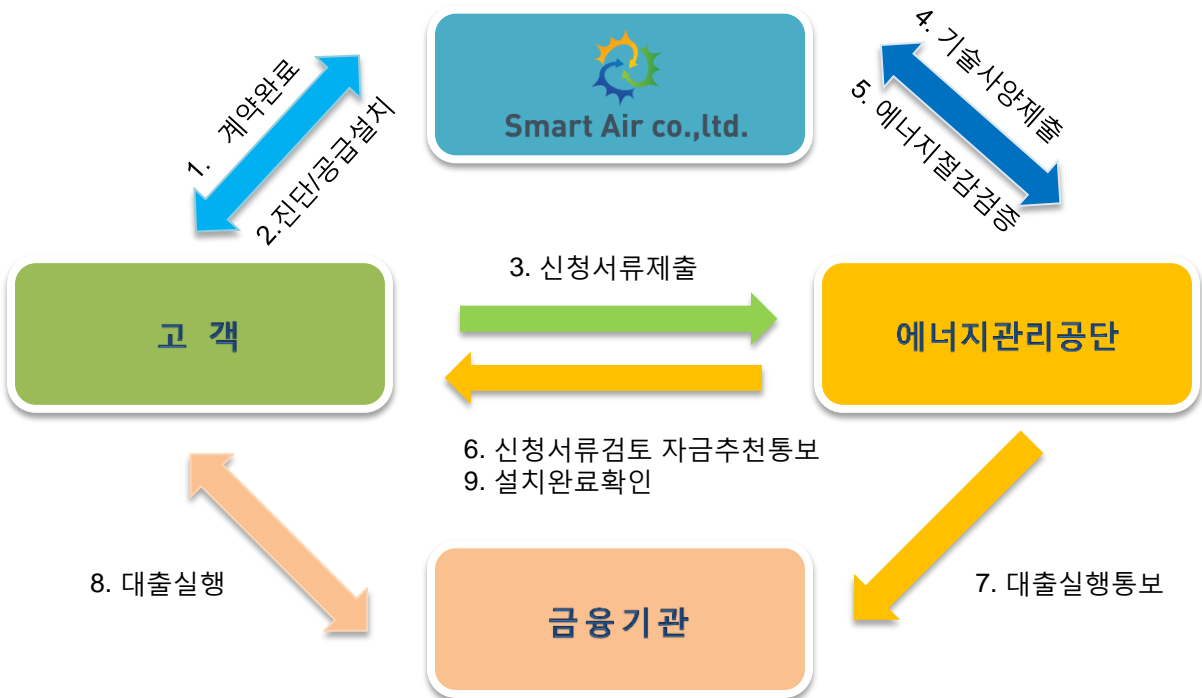 Smart Air co.,ltd.
1. 계약완료
2.진단/공급설치
4. 기술사양제출
5. 에너지절감검증
3. 신청서류제출
고 객
에너지관리공단
6. 신청서류검토 자금추천통보
9. 설치완료확인
8. 대출실행
7. 대출실행통보
금융기관